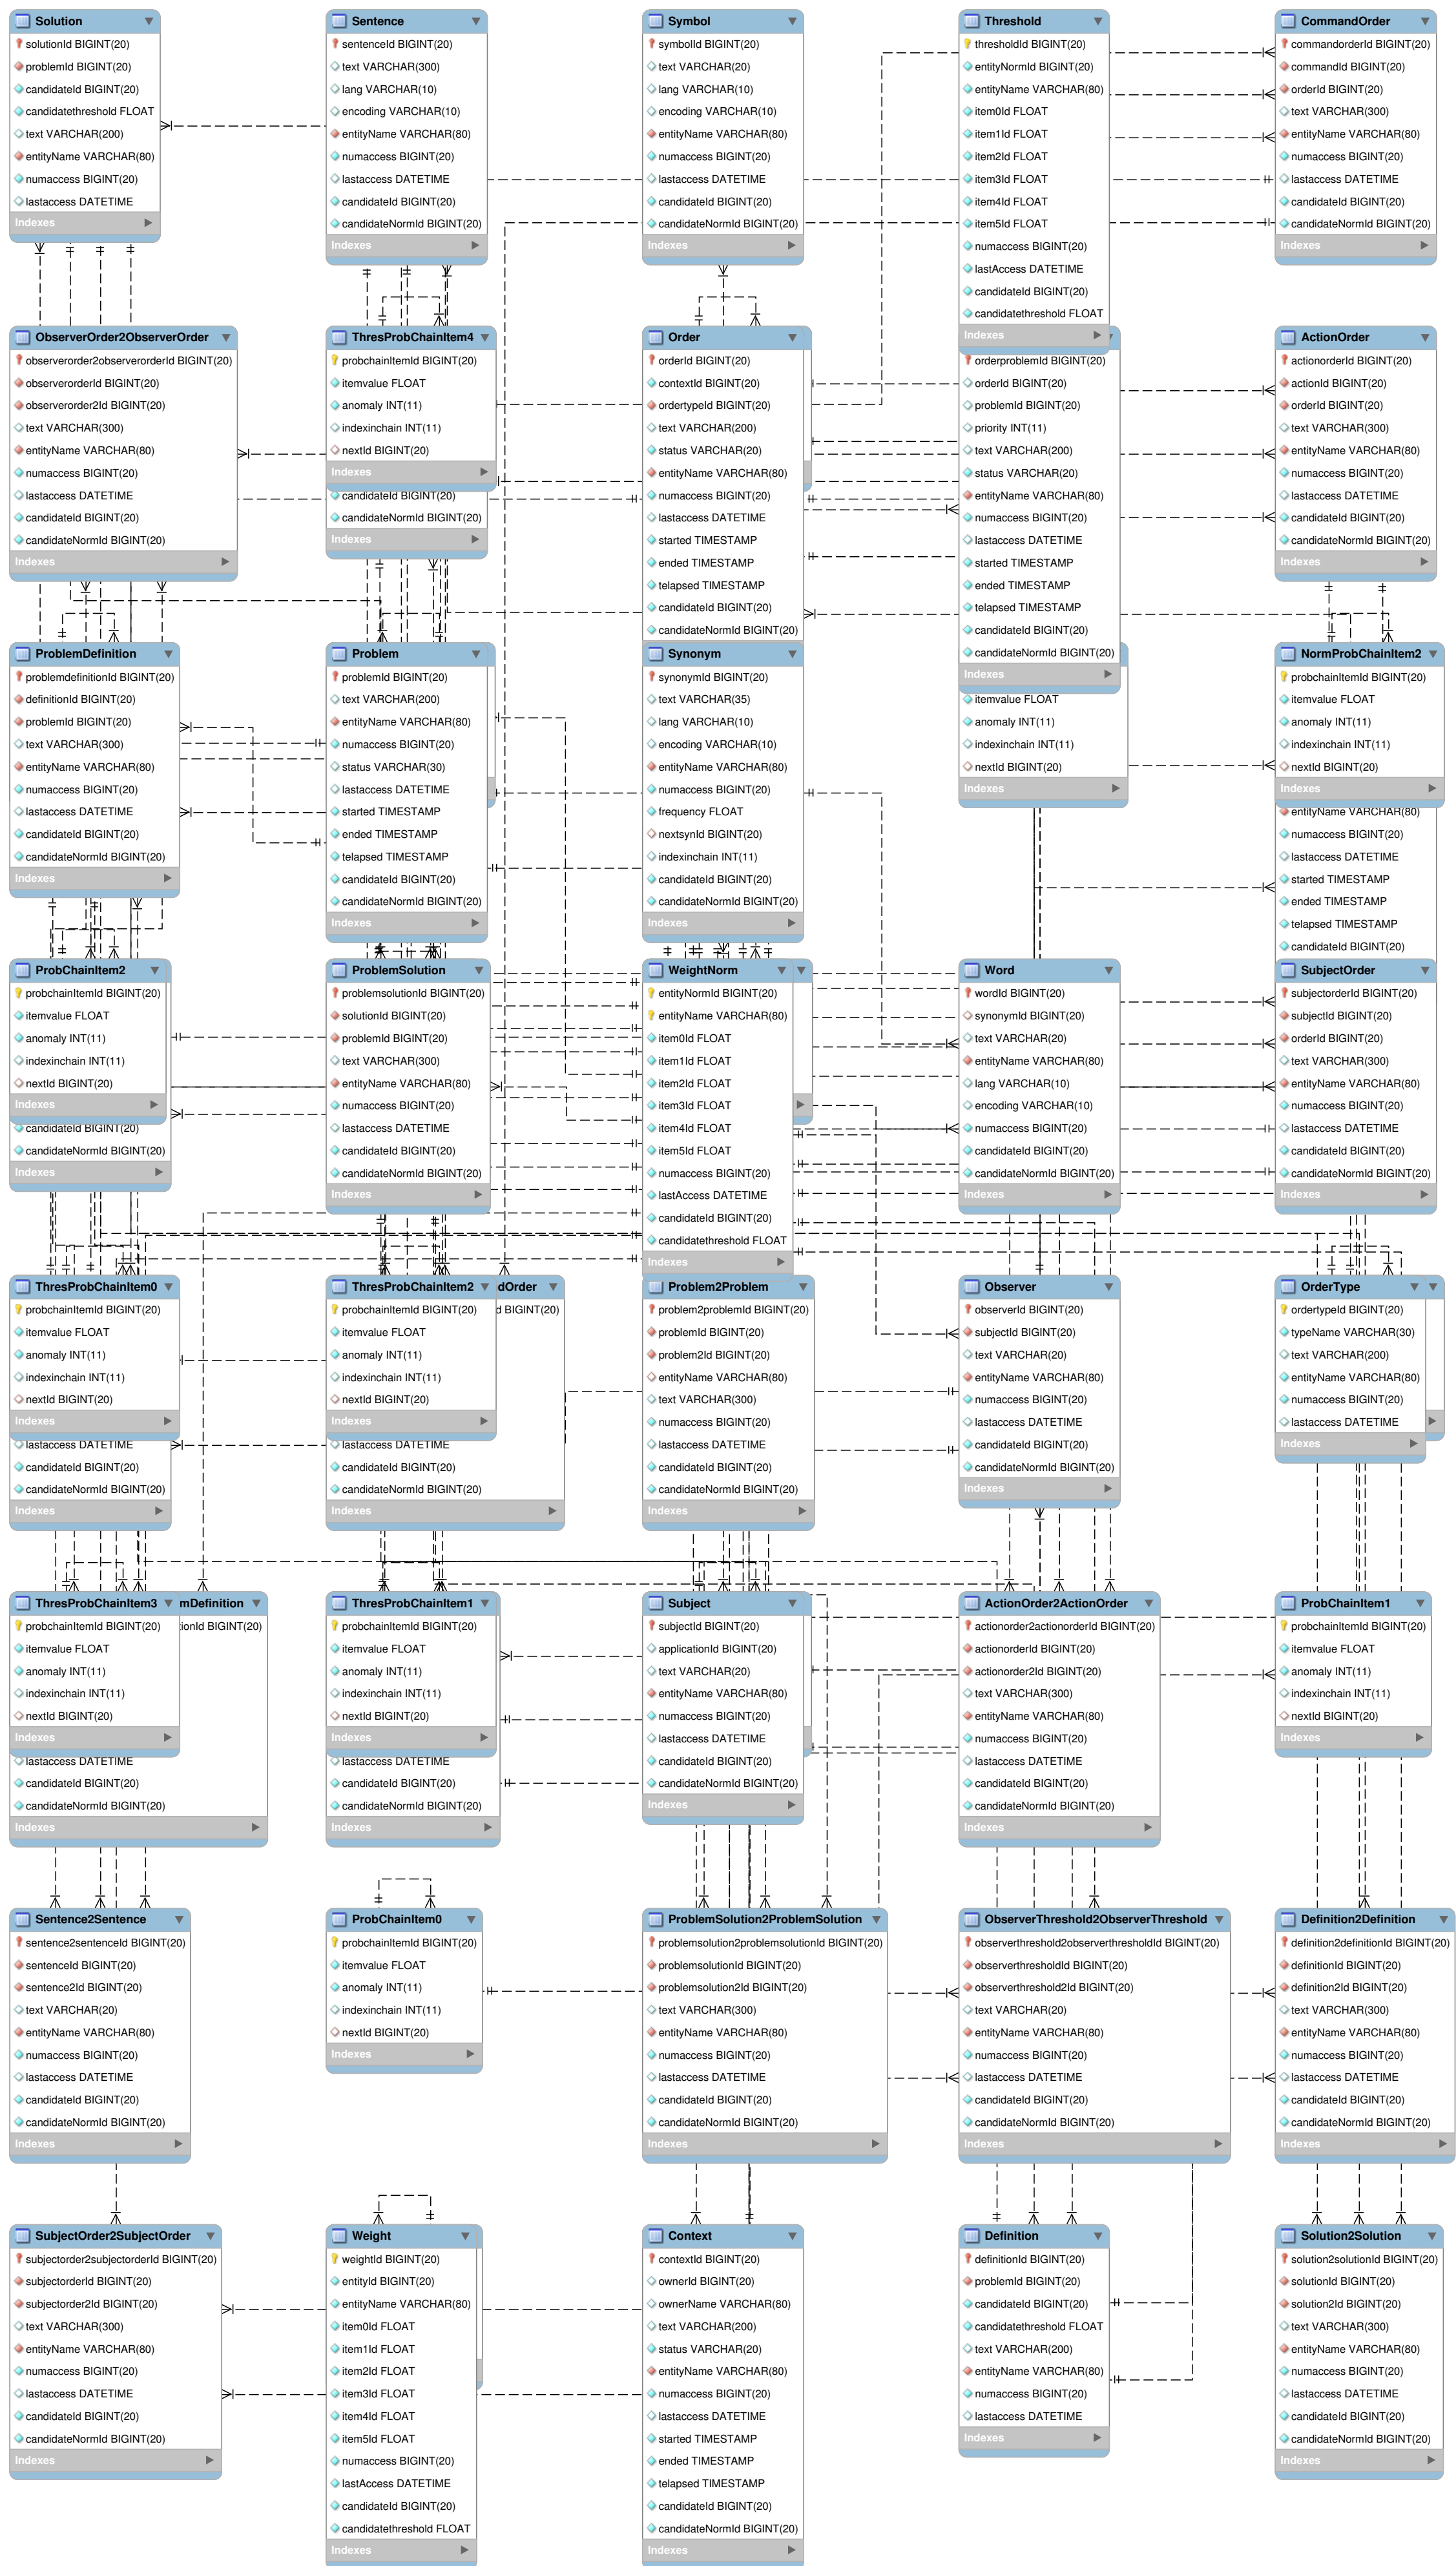 Solution
solutionId BIGINT(20)
problemId BIGINT(20)
candidateId BIGINT(20)
candidatethreshold FLOAT
text VARCHAR(200)
entityName VARCHAR(80)
numaccess BIGINT(20)
lastaccess DATETIME
Indexes
Sentence
sentenceId BIGINT(20)
text VARCHAR(300)
lang VARCHAR(10)
encoding VARCHAR(10)
entityName VARCHAR(80)
numaccess BIGINT(20)
lastaccess DATETIME
candidateId BIGINT(20)
candidateNormId BIGINT(20)
Indexes
Symbol
symbolId BIGINT(20)
text VARCHAR(20)
lang VARCHAR(10)
encoding VARCHAR(10)
entityName VARCHAR(80)
numaccess BIGINT(20)
lastaccess DATETIME
candidateId BIGINT(20)
candidateNormId BIGINT(20)
Indexes
Threshold
thresholdId BIGINT(20)
entityNormId BIGINT(20)
entityName VARCHAR(80)
item0Id FLOAT
item1Id FLOAT
item2Id FLOAT
item3Id FLOAT
item4Id FLOAT
item5Id FLOAT
numaccess BIGINT(20)
lastAccess DATETIME
candidateId BIGINT(20)
candidatethreshold FLOAT
Indexes
CommandOrder
commandorderId BIGINT(20)
commandId BIGINT(20)
orderId BIGINT(20)
text VARCHAR(300)
entityName VARCHAR(80)
numaccess BIGINT(20)
lastaccess DATETIME
candidateId BIGINT(20)
candidateNormId BIGINT(20)
Indexes
ObserverOrder2ObserverOrder
observerorder2observerorderId BIGINT(20)
observerorderId BIGINT(20)
observerorder2Id BIGINT(20)
text VARCHAR(300)
entityName VARCHAR(80)
numaccess BIGINT(20)
lastaccess DATETIME
candidateId BIGINT(20)
candidateNormId BIGINT(20)
Indexes
ThresProbChainItem4
probchainItemId BIGINT(20)
itemvalue FLOAT
anomaly INT(11)
indexinchain INT(11)
nextId BIGINT(20)
Indexes
candidateId BIGINT(20)
candidateNormId BIGINT(20)
Indexes
Order
orderId BIGINT(20)
contextId BIGINT(20)
ordertypeId BIGINT(20)
text VARCHAR(200)
status VARCHAR(20)
entityName VARCHAR(80)
numaccess BIGINT(20)
lastaccess DATETIME
started TIMESTAMP
ended TIMESTAMP
telapsed TIMESTAMP
candidateId BIGINT(20)
candidateNormId BIGINT(20)
orderproblemId BIGINT(20)
orderId BIGINT(20)
problemId BIGINT(20)
priority INT(11)
text VARCHAR(200)
status VARCHAR(20)
entityName VARCHAR(80)
numaccess BIGINT(20)
lastaccess DATETIME
started TIMESTAMP
ended TIMESTAMP
telapsed TIMESTAMP
candidateId BIGINT(20)
candidateNormId BIGINT(20)
Indexes
itemvalue FLOAT
anomaly INT(11)
indexinchain INT(11)
nextId BIGINT(20)
Indexes
ActionOrder
actionorderId BIGINT(20)
actionId BIGINT(20)
orderId BIGINT(20)
text VARCHAR(300)
entityName VARCHAR(80)
numaccess BIGINT(20)
lastaccess DATETIME
candidateId BIGINT(20)
candidateNormId BIGINT(20)
Indexes
ProblemDefinition
problemdefinitionId BIGINT(20)
definitionId BIGINT(20)
problemId BIGINT(20)
text VARCHAR(300)
entityName VARCHAR(80)
numaccess BIGINT(20)
lastaccess DATETIME
candidateId BIGINT(20)
candidateNormId BIGINT(20)
Indexes
Problem
problemId BIGINT(20)
text VARCHAR(200)
entityName VARCHAR(80)
numaccess BIGINT(20)
status VARCHAR(30)
lastaccess DATETIME
started TIMESTAMP
ended TIMESTAMP
telapsed TIMESTAMP
candidateId BIGINT(20)
candidateNormId BIGINT(20)
Indexes
Synonym
synonymId BIGINT(20)
text VARCHAR(35)
lang VARCHAR(10)
encoding VARCHAR(10)
entityName VARCHAR(80)
numaccess BIGINT(20)
frequency FLOAT
nextsynId BIGINT(20)
indexinchain INT(11)
candidateId BIGINT(20)
candidateNormId BIGINT(20)
Indexes
NormProbChainItem2
probchainItemId BIGINT(20)
itemvalue FLOAT
anomaly INT(11)
indexinchain INT(11)
nextId BIGINT(20)
Indexes
entityName VARCHAR(80)
numaccess BIGINT(20)
lastaccess DATETIME
started TIMESTAMP
ended TIMESTAMP
telapsed TIMESTAMP
candidateId BIGINT(20)
ProbChainItem2
probchainItemId BIGINT(20)
itemvalue FLOAT
anomaly INT(11)
indexinchain INT(11)
nextId BIGINT(20)
Indexes
candidateId BIGINT(20)
candidateNormId BIGINT(20)
Indexes
ProblemSolution
problemsolutionId BIGINT(20)
solutionId BIGINT(20)
problemId BIGINT(20)
text VARCHAR(300)
entityName VARCHAR(80)
numaccess BIGINT(20)
lastaccess DATETIME
candidateId BIGINT(20)
candidateNormId BIGINT(20)
Indexes
WeightNorm
entityNormId BIGINT(20)
entityName VARCHAR(80)
item0Id FLOAT
item1Id FLOAT
item2Id FLOAT
item3Id FLOAT
item4Id FLOAT
item5Id FLOAT
numaccess BIGINT(20)
lastAccess DATETIME
candidateId BIGINT(20)
candidatethreshold FLOAT
Indexes
Word
wordId BIGINT(20)
synonymId BIGINT(20)
text VARCHAR(20)
entityName VARCHAR(80)
lang VARCHAR(10)
encoding VARCHAR(10)
numaccess BIGINT(20)
candidateId BIGINT(20)
candidateNormId BIGINT(20)
Indexes
SubjectOrder
subjectorderId BIGINT(20)
subjectId BIGINT(20)
orderId BIGINT(20)
text VARCHAR(300)
entityName VARCHAR(80)
numaccess BIGINT(20)
lastaccess DATETIME
candidateId BIGINT(20)
candidateNormId BIGINT(20)
Indexes
ThresProbChainItem0
probchainItemId BIGINT(20)
itemvalue FLOAT
anomaly INT(11)
indexinchain INT(11)
nextId BIGINT(20)
Indexes
lastaccess DATETIME
candidateId BIGINT(20)
candidateNormId BIGINT(20)
Indexes
ThresProbChainItem2 dOrder
probchainItemId BIGINT(20) d BIGINT(20)
itemvalue FLOAT
anomaly INT(11)
indexinchain INT(11)
nextId BIGINT(20)
Indexes
lastaccess DATETIME
candidateId BIGINT(20)
candidateNormId BIGINT(20)
Indexes
Problem2Problem
problem2problemId BIGINT(20)
problemId BIGINT(20)
problem2Id BIGINT(20)
entityName VARCHAR(80)
text VARCHAR(300)
numaccess BIGINT(20)
lastaccess DATETIME
candidateId BIGINT(20)
candidateNormId BIGINT(20)
Indexes
Observer
observerId BIGINT(20)
subjectId BIGINT(20)
text VARCHAR(20)
entityName VARCHAR(80)
numaccess BIGINT(20)
lastaccess DATETIME
candidateId BIGINT(20)
candidateNormId BIGINT(20)
Indexes
OrderType
ordertypeId BIGINT(20)
typeName VARCHAR(30)
text VARCHAR(200)
entityName VARCHAR(80)
numaccess BIGINT(20)
lastaccess DATETIME
Indexes
ThresProbChainItem3 mDefinition
probchainItemId BIGINT(20) ionId BIGINT(20)
itemvalue FLOAT
anomaly INT(11)
indexinchain INT(11)
nextId BIGINT(20)
Indexes
lastaccess DATETIME
candidateId BIGINT(20)
candidateNormId BIGINT(20)
Indexes
ThresProbChainItem1
probchainItemId BIGINT(20)
itemvalue FLOAT
anomaly INT(11)
indexinchain INT(11)
nextId BIGINT(20)
Indexes
lastaccess DATETIME
candidateId BIGINT(20)
candidateNormId BIGINT(20)
Indexes
Subject
subjectId BIGINT(20)
applicationId BIGINT(20)
text VARCHAR(20)
entityName VARCHAR(80)
numaccess BIGINT(20)
lastaccess DATETIME
candidateId BIGINT(20)
candidateNormId BIGINT(20)
Indexes
ActionOrder2ActionOrder
actionorder2actionorderId BIGINT(20)
actionorderId BIGINT(20)
actionorder2Id BIGINT(20)
text VARCHAR(300)
entityName VARCHAR(80)
numaccess BIGINT(20)
lastaccess DATETIME
candidateId BIGINT(20)
candidateNormId BIGINT(20)
Indexes
ProbChainItem1
probchainItemId BIGINT(20)
itemvalue FLOAT
anomaly INT(11)
indexinchain INT(11)
nextId BIGINT(20)
Indexes
Sentence2Sentence
sentence2sentenceId BIGINT(20)
sentenceId BIGINT(20)
sentence2Id BIGINT(20)
text VARCHAR(20)
entityName VARCHAR(80)
numaccess BIGINT(20)
lastaccess DATETIME
candidateId BIGINT(20)
candidateNormId BIGINT(20)
Indexes
ProbChainItem0
probchainItemId BIGINT(20)
itemvalue FLOAT
anomaly INT(11)
indexinchain INT(11)
nextId BIGINT(20)
Indexes
ProblemSolution2ProblemSolution
problemsolution2problemsolutionId BIGINT(20)
problemsolutionId BIGINT(20)
problemsolution2Id BIGINT(20)
text VARCHAR(300)
entityName VARCHAR(80)
numaccess BIGINT(20)
lastaccess DATETIME
candidateId BIGINT(20)
candidateNormId BIGINT(20)
Indexes
ObserverThreshold2ObserverThreshold
observerthreshold2observerthresholdId BIGINT(20)
observerthresholdId BIGINT(20)
observerthreshold2Id BIGINT(20)
text VARCHAR(20)
entityName VARCHAR(80)
numaccess BIGINT(20)
lastaccess DATETIME
candidateId BIGINT(20)
candidateNormId BIGINT(20)
Indexes
Definition2Definition
definition2definitionId BIGINT(20)
definitionId BIGINT(20)
definition2Id BIGINT(20)
text VARCHAR(300)
entityName VARCHAR(80)
numaccess BIGINT(20)
lastaccess DATETIME
candidateId BIGINT(20)
candidateNormId BIGINT(20)
Indexes
SubjectOrder2SubjectOrder
subjectorder2subjectorderId BIGINT(20)
subjectorderId BIGINT(20)
subjectorder2Id BIGINT(20)
text VARCHAR(300)
entityName VARCHAR(80)
numaccess BIGINT(20)
lastaccess DATETIME
candidateId BIGINT(20)
candidateNormId BIGINT(20)
Indexes
Weight
weightId BIGINT(20)
entityId BIGINT(20)
entityName VARCHAR(80)
item0Id FLOAT
item1Id FLOAT
item2Id FLOAT
item3Id FLOAT
item4Id FLOAT
item5Id FLOAT
numaccess BIGINT(20)
lastAccess DATETIME
candidateId BIGINT(20)
candidatethreshold FLOAT
Indexes
Context
contextId BIGINT(20)
ownerId BIGINT(20)
ownerName VARCHAR(80)
text VARCHAR(200)
status VARCHAR(20)
entityName VARCHAR(80)
numaccess BIGINT(20)
lastaccess DATETIME
started TIMESTAMP
ended TIMESTAMP
telapsed TIMESTAMP
candidateId BIGINT(20)
candidateNormId BIGINT(20)
Indexes
Definition
definitionId BIGINT(20)
problemId BIGINT(20)
candidateId BIGINT(20)
candidatethreshold FLOAT
text VARCHAR(200)
entityName VARCHAR(80)
numaccess BIGINT(20)
lastaccess DATETIME
Indexes
Solution2Solution
solution2solutionId BIGINT(20)
solutionId BIGINT(20)
solution2Id BIGINT(20)
text VARCHAR(300)
entityName VARCHAR(80)
numaccess BIGINT(20)
lastaccess DATETIME
candidateId BIGINT(20)
candidateNormId BIGINT(20)
Indexes